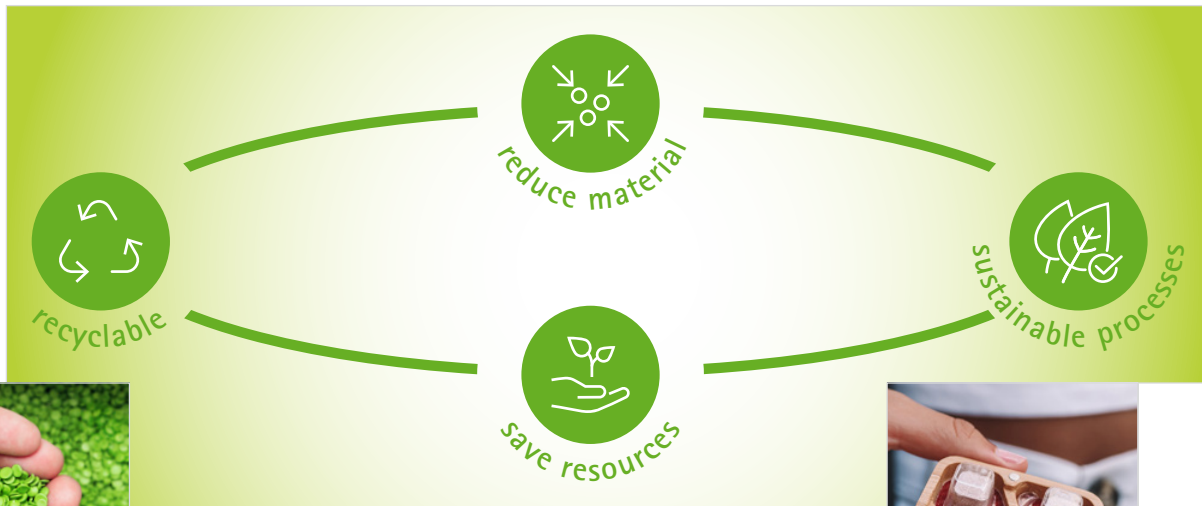 reduce material
recyclable
sustainable processes
save resources